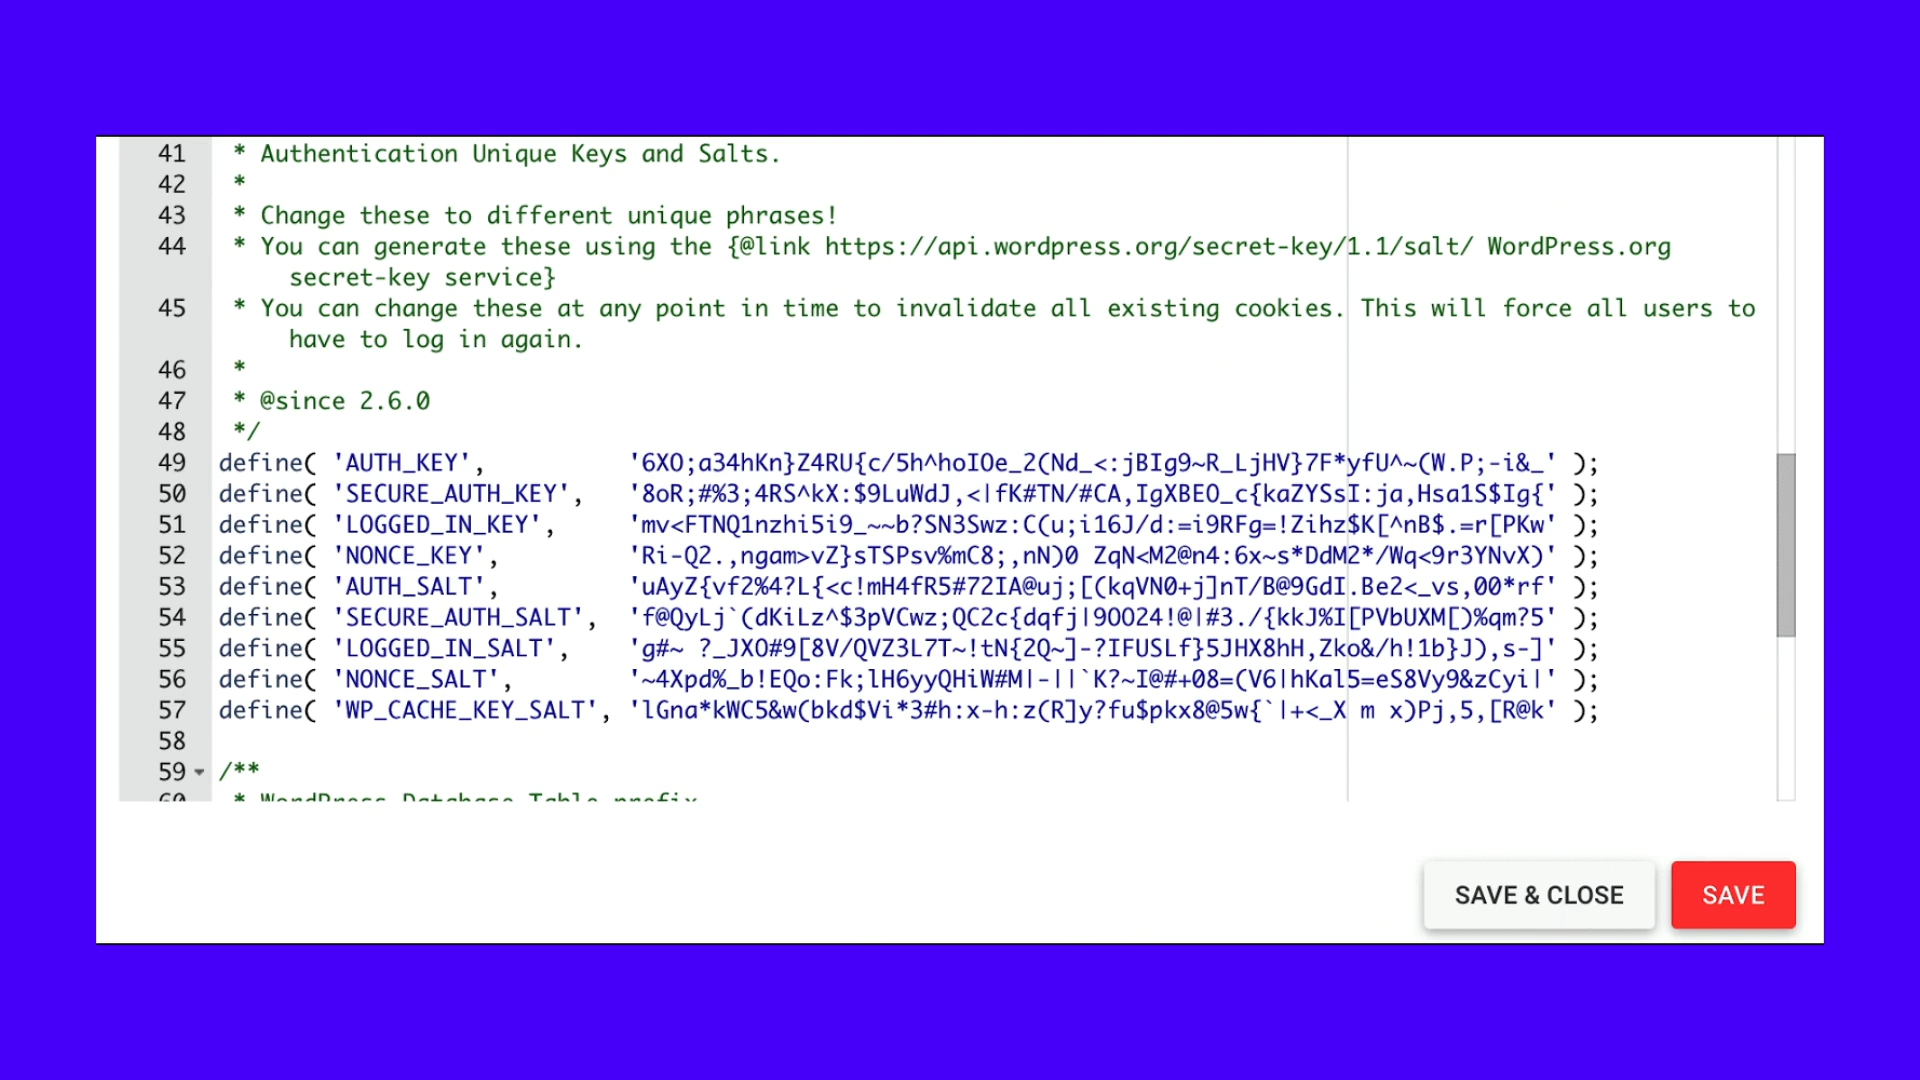 41 * Authentication Unique Keys and Salts.
42 *
43 * Change these to different unique phrases!
44 * You can generate these using the {@link https://api.wordpress.org/secret-key/1.1/salt/ WordPress.org
secret-key service}
45 * You can change these at any point in time to invalidate all existing cookies. This will force all users to
have to log in again.
46 *
47 * @since 2.6.0
48 */
49 define( 'AUTH_KEY', '6XO;a34hKn}Z4RU{c/5h^hoIOe_2(Nd_<:jBIg9~R_LjHV}7F*yfU^~(W.P;-i&_' );
50 define( 'SECURE_AUTH_KEY', '8oR;#%3;4RS^kX:$9LuWdJ,<|fK#TN/#CA,IgXBEO_c{kaZYSsI:ja,Hsa1S$Ig{' );
51 define( 'LOGGED_IN_KEY', 'mv<FTNQ1nzhi5i9_~~b?SN3Swz:C(u;i16J/d:=i9RFg=!Zihz$K[^nB$.=r[PKw' );
52 define( 'NONCE_KEY', 'Ri-Q2.,ngam>vZ}sTSPsv%mC8;,nN)0 ZqN<M2@n4:6x~s*DdM2*/Wq<9r3YNvX)' );
53 define( 'AUTH_SALT', 'uAyZ{vf2%4?L{<c!mH4fR5#72IA@uj;[(kqVN0+j]nT/B@9GdI.Be2<_vs,00*rf' );
54 define( 'SECURE_AUTH_SALT', 'f@QyLj`(dKiLz^$3pVCwz;QC2c{dqfj|9OO24!@|#3./{kkJ%I[PVbUXM[)%qm?5' );
55 define( 'LOGGED_IN_SALT', 'g#~ ?_JXO#9[8V/QVZ3L7T~!tN{2Q~]-?IFUSLf}5JHX8hH,Zko&/h!1b}J),s-]' );
56 define( 'NONCE_SALT', '~4Xpd%_b!EQo:Fk;lH6yyQHiW#M|-||`K?~I@#+08=(V6|hKal5=eS8Vy9&zCyi|' );
57 define( 'WP_CACHE_KEY_SALT', 'lGna*kWC5&w(bkd$Vi*3#h:x-h:z(R]y?fu$pkx8@5w{`|+<_X m x)Pj,5,[R@k' );
58
59 /**
60 * WordPress Database Table prefix
SAVE & CLOSE SAVE